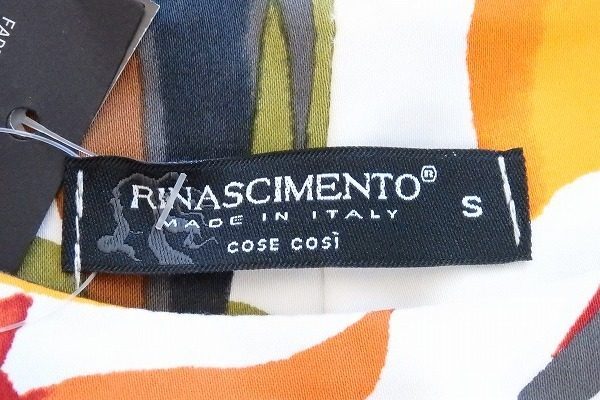 RINASCIMENTO®
MADE IN ITALY
COSE COSÌ
S